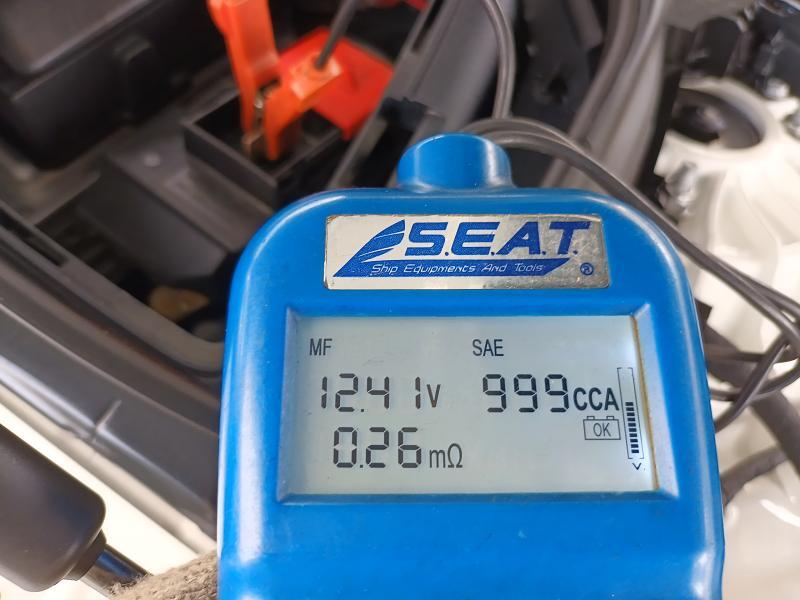 S.E.A.T.
Ship Equipments And Tools ®
MF SAE
12.41V 999CCA
OK
0.26mΩ
V